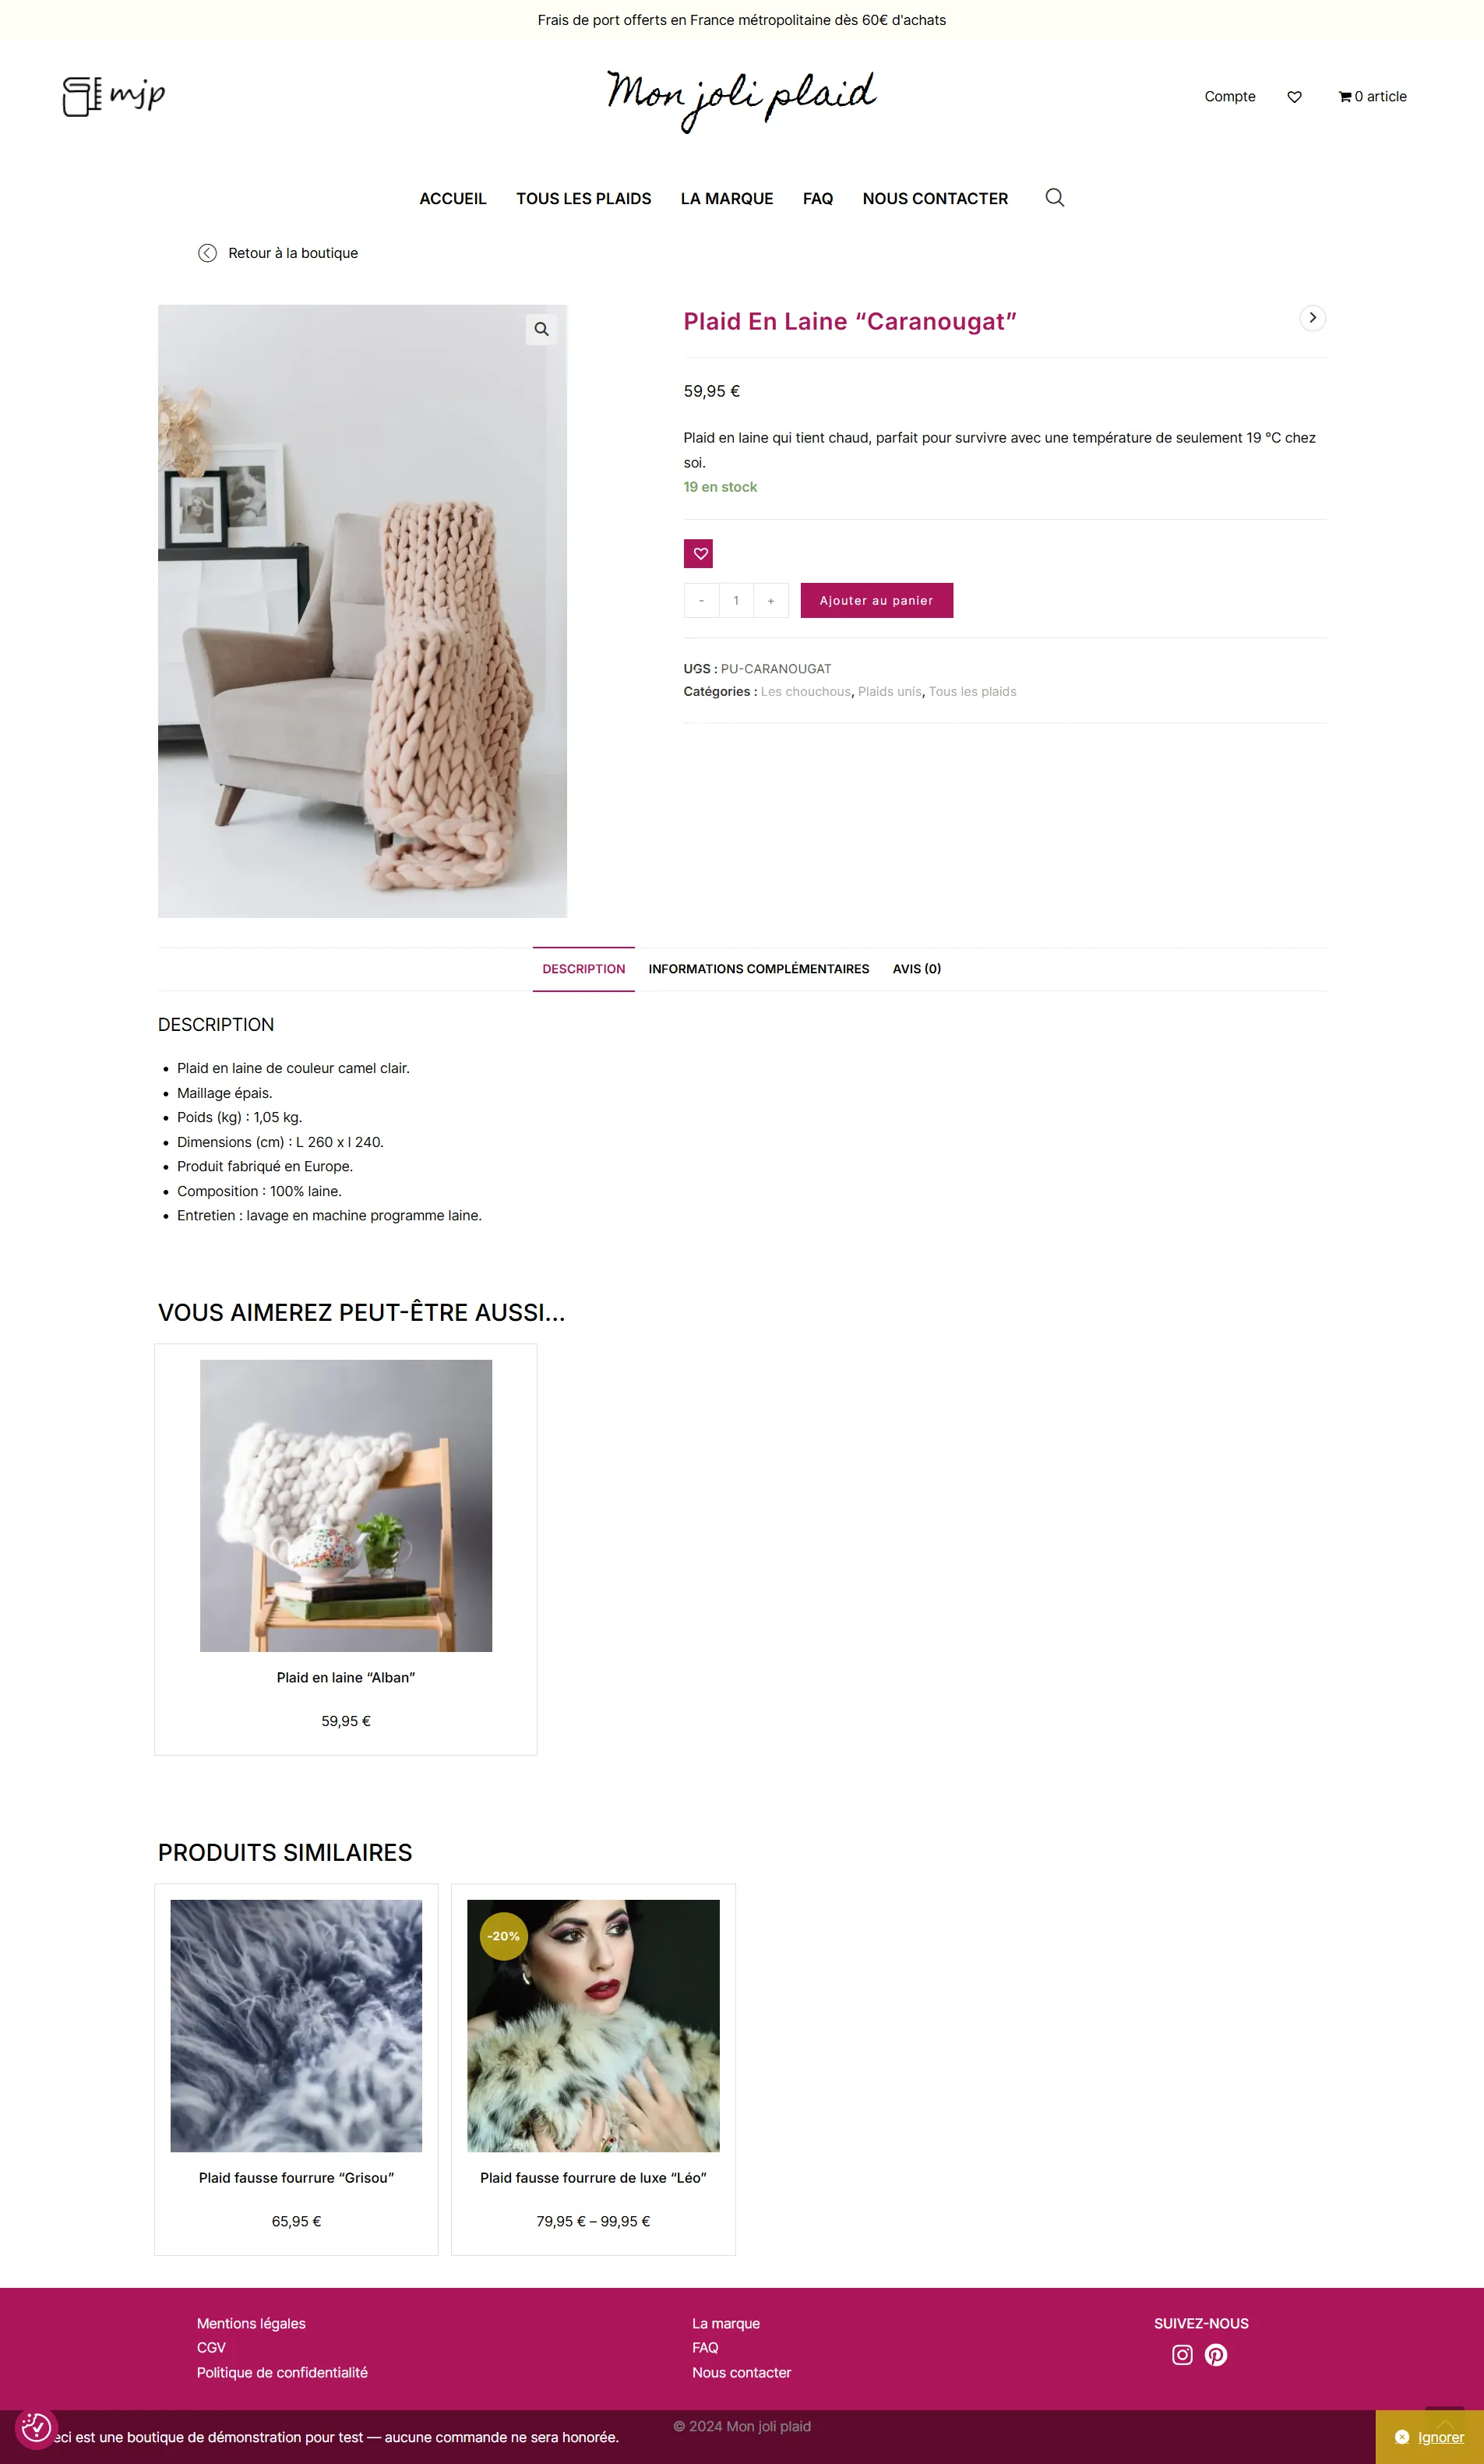 Frais de port offerts en France métropolitaine dès 60€ d'achats
mjp
Mon joli plaid
Compte
0 article
ACCUEIL
TOUS LES PLAIDS
LA MARQUE
FAQ
NOUS CONTACTER
Retour à la boutique
Plaid En Laine “Caranougat”
59,95 €
Plaid en laine qui tient chaud, parfait pour survivre avec une température de seulement 19 °C chez
soi.
19 en stock
- 1 +
Ajouter au panier
UGS : PU-CARANOUGAT
Catégories : Les chouchous, Plaids unis, Tous les plaids
DESCRIPTION
INFORMATIONS COMPLÉMENTAIRES
AVIS (0)
DESCRIPTION
Plaid en laine de couleur camel clair.
Maillage épais.
Poids (kg) : 1,05 kg.
Dimensions (cm) : L 260 x l 240.
Produit fabriqué en Europe.
Composition : 100% laine.
Entretien : lavage en machine programme laine.
VOUS AIMEREZ PEUT-ÊTRE AUSSI…
Plaid en laine “Alban”
59,95 €
PRODUITS SIMILAIRES
-20%
Plaid fausse fourrure “Grisou”
65,95 €
Plaid fausse fourrure de luxe “Léo”
79,95 € – 99,95 €
Mentions légales
CGV
Politique de confidentialité
La marque
FAQ
Nous contacter
SUIVEZ-NOUS
© 2024 Mon joli plaid
eci est une boutique de démonstration pour test — aucune commande ne sera honorée.
Ignorer